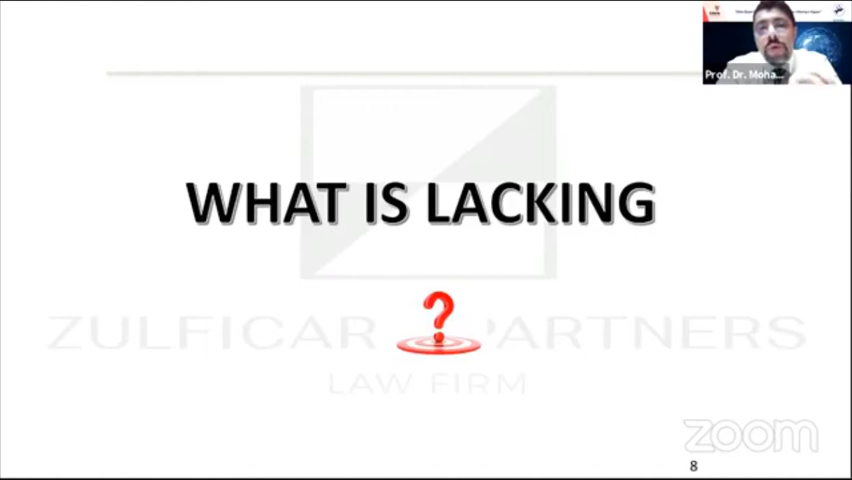 Prof. Dr. Moha...
WHAT IS LACKING
?
ZULFICAR PARTNERS
LAW FIRM
zoom
8